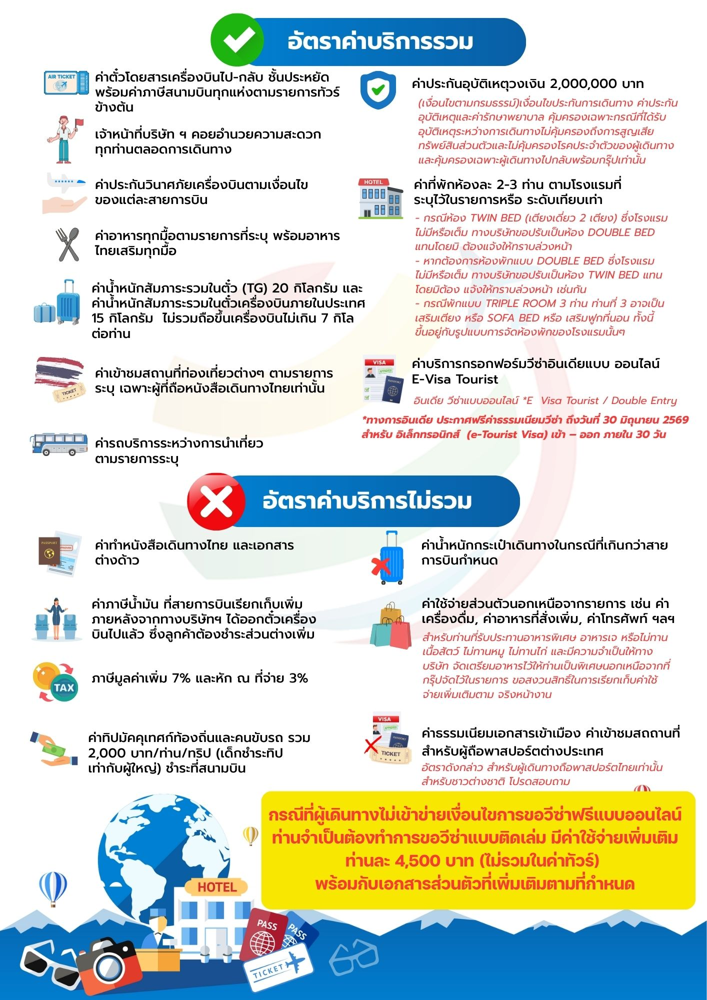 อัตราค่าบริการรวม
AIR TICKET
ค่าตั๋วโดยสารเครื่องบินไป-กลับ ชั้นประหยัด
พร้อมค่าภาษีสนามบินทุกแห่งตามรายการทัวร์
ข้างต้น
เจ้าหน้าที่บริษัท ฯ คอยอำนวยความสะดวก
ทุกท่านตลอดการเดินทาง
ค่าประกันวินาศภัยเครื่องบินตามเงื่อนไข
ของแต่ละสายการบิน
ค่าอาหารทุกมื้อตามรายการที่ระบุ พร้อมอาหาร
ไทยเสริมทุกมื้อ
ค่าน้ำหนักสัมภาระรวมในตั๋ว (TG) 20 กิโลกรัม และ
ค่าน้ำหนักสัมภาระรวมในตั๋วเครื่องบินภายในประเทศ
15 กิโลกรัม  ไม่รวมถือขึ้นเครื่องบินไม่เกิน 7 กิโล
ต่อท่าน
TICKET
ค่าเข้าชมสถานที่ท่องเที่ยวต่างๆ ตามรายการ
ระบุ เฉพาะผู้ที่ถือหนังสือเดินทางไทยเท่านั้น
ค่ารถบริการระหว่างการนำเที่ยว
ตามรายการระบุ
ค่าประกันอุบัติเหตุวงเงิน 2,000,000 บาท
(เงื่อนไขตามกรมธรรม์)เงื่อนไขประกันการเดินทาง ค่าประกัน
อุบัติเหตุและค่ารักษาพยาบาล คุ้มครองเฉพาะกรณีที่ได้รับ
อุบัติเหตุระหว่างการเดินทางไม่คุ้มครองถึงการสูญเสีย
ทรัพย์สินส่วนตัวและไม่คุ้มครองโรคประจำตัวของผู้เดินทาง
และคุ้มครองเฉพาะผู้เดินทางไปกลับพร้อมกรุ๊ปเท่านั้น
HOTEL
ค่าที่พักห้องละ 2-3 ท่าน ตามโรงแรมที่
ระบุไว้ในรายการหรือ ระดับเทียบเท่า
- กรณีห้อง TWIN BED (เตียงเดี่ยว 2 เตียง) ซึ่งโรงแรม
ไม่มีหรือเต็ม ทางบริษัทขอปรับเป็นห้อง DOUBLE BED
แทนโดยมิ ต้องแจ้งให้ทราบล่วงหน้า
- หากต้องการห้องพักแบบ DOUBLE BED ซึ่งโรงแรม
ไม่มีหรือเต็ม ทางบริษัทขอปรับเป็นห้อง TWIN BED แทน
โดยมิต้อง แจ้งให้ทราบล่วงหน้า เช่นกัน
- กรณีพักแบบ TRIPLE ROOM 3 ท่าน ท่านที่ 3 อาจเป็น
เสริมเตียง หรือ SOFA BED หรือ เสริมฟูกที่นอน ทั้งนี้
ขึ้นอยู่กับรูปแบบการจัดห้องพักของโรงแรมนั้นๆ
VISA
APPROVED
PASSPORT
ค่าบริการกรอกฟอร์มวีซ่าอินเดียแบบ ออนไลน์
E-Visa Tourist
อินเดีย วีซ่าแบบออนไลน์ *E  Visa Tourist / Double Entry
*ทางการอินเดีย ประกาศฟรีค่าธรรมเนียมวีซ่า ถึงวันที่ 30 มิถุนายน 2569
สำหรับ อิเล็กทรอนิกส์  (e-Tourist Visa) เข้า – ออก ภายใน 30 วัน
อัตราค่าบริการไม่รวม
PASSPORT
ค่าทำหนังสือเดินทางไทย และเอกสาร
ต่างด้าว
ค่าภาษีน้ำมัน ที่สายการบินเรียกเก็บเพิ่ม
ภายหลังจากทางบริษัทฯ ได้ออกตั๋วเครื่อง
บินไปแล้ว ซึ่งลูกค้าต้องชำระส่วนต่างเพิ่ม
TAX
ภาษีมูลค่าเพิ่ม 7% และหัก ณ ที่จ่าย 3%
ค่าทิปมัคคุเทศก์ท้องถิ่นและคนขับรถ รวม
2,000 บาท/ท่าน/ทริป (เด็กชำระทิป
เท่ากับผู้ใหญ่) ชำระที่สนามบิน
ค่าน้ำหนักกระเป๋าเดินทางในกรณีที่เกินกว่าสาย
การบินกำหนด
ค่าใช้จ่ายส่วนตัวนอกเหนือจากรายการ เช่น ค่า
เครื่องดื่ม, ค่าอาหารที่สั่งเพิ่ม, ค่าโทรศัพท์ ฯลฯ
สำหรับท่านที่รับประทานอาหารพิเศษ อาหารเจ หรือไม่ทาน
เนื้อสัตว์ ไม่ทานหมู ไม่ทานไก่ และมีความจำเป็นให้ทาง
บริษัท จัดเตรียมอาหารไว้ให้ท่านเป็นพิเศษนอกเหนือจากที่
กรุ๊ปจัดไว้ในรายการ ขอสงวนสิทธิ์ในการเรียกเก็บค่าใช้
จ่ายเพิ่มเติมตาม จริงหน้างาน
VISA
APPROVED
PASSPORT
TICKET
ค่าธรรมเนียมเอกสารเข้าเมือง ค่าเข้าชมสถถานที่
สำหรับผู้ถือพาสปอร์ตต่างประเทศ
อัตราดังกล่าว สำหรับผู้เดินทางถือพาสปอร์ตไทยเท่านั้น
สำหรับชาวต่างชาติ โปรดสอบถาม
กรณีที่ผู้เดินทางไม่เข้าข่ายเงื่อนไขการขอวีซ่าฟรีแบบออนไลน์
ท่านจำเป็นต้องทำการขอวีซ่าแบบติดเล่ม มีค่าใช้จ่ายเพิ่มเติม
ท่านละ 4,500 บาท (ไม่รวมในค่าทัวร์)
พร้อมกับเอกสารส่วนตัวที่เพิ่มเติมตามที่กำหนด
HOTEL
PASS
PASS
TICKET